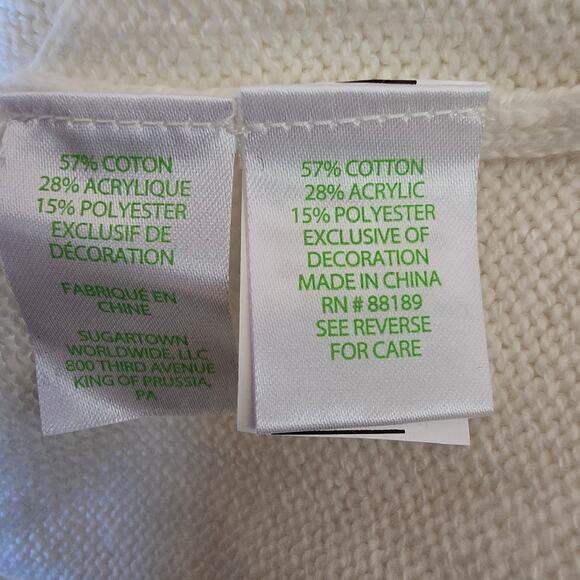 57% COTON
28% ACRYLIQUE
15% POLYESTER
EXCLUSIF DE
DÉCORATION
FABRIQUÉ EN
CHINE
SUGARTOWN
WORLDWIDE, LLC
800 THIRD AVENUE
KING OF PRUSSIA,
PA
57% COTTON
28% ACRYLIC
15% POLYESTER
EXCLUSIVE OF
DECORATION
MADE IN CHINA
RN # 88189
SEE REVERSE
FOR CARE